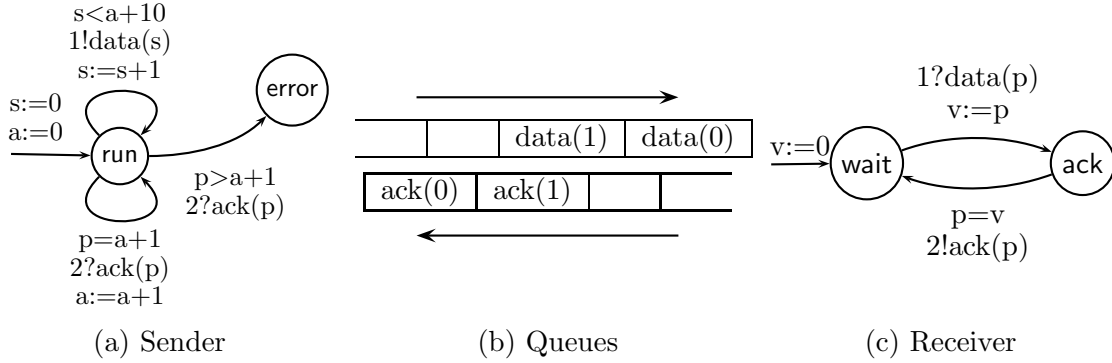 s<a+10
1!data(s)
s:=s+1
s:=0
a:=0
run
error
p>a+1
2?ack(p)
p=a+1
2?ack(p)
a:=a+1
(a) Sender
data(1) data(0)
ack(0) ack(1)
(b) Queues
1?data(p)
v:=p
v:=0
wait
ack
p=v
2!ack(p)
(c) Receiver